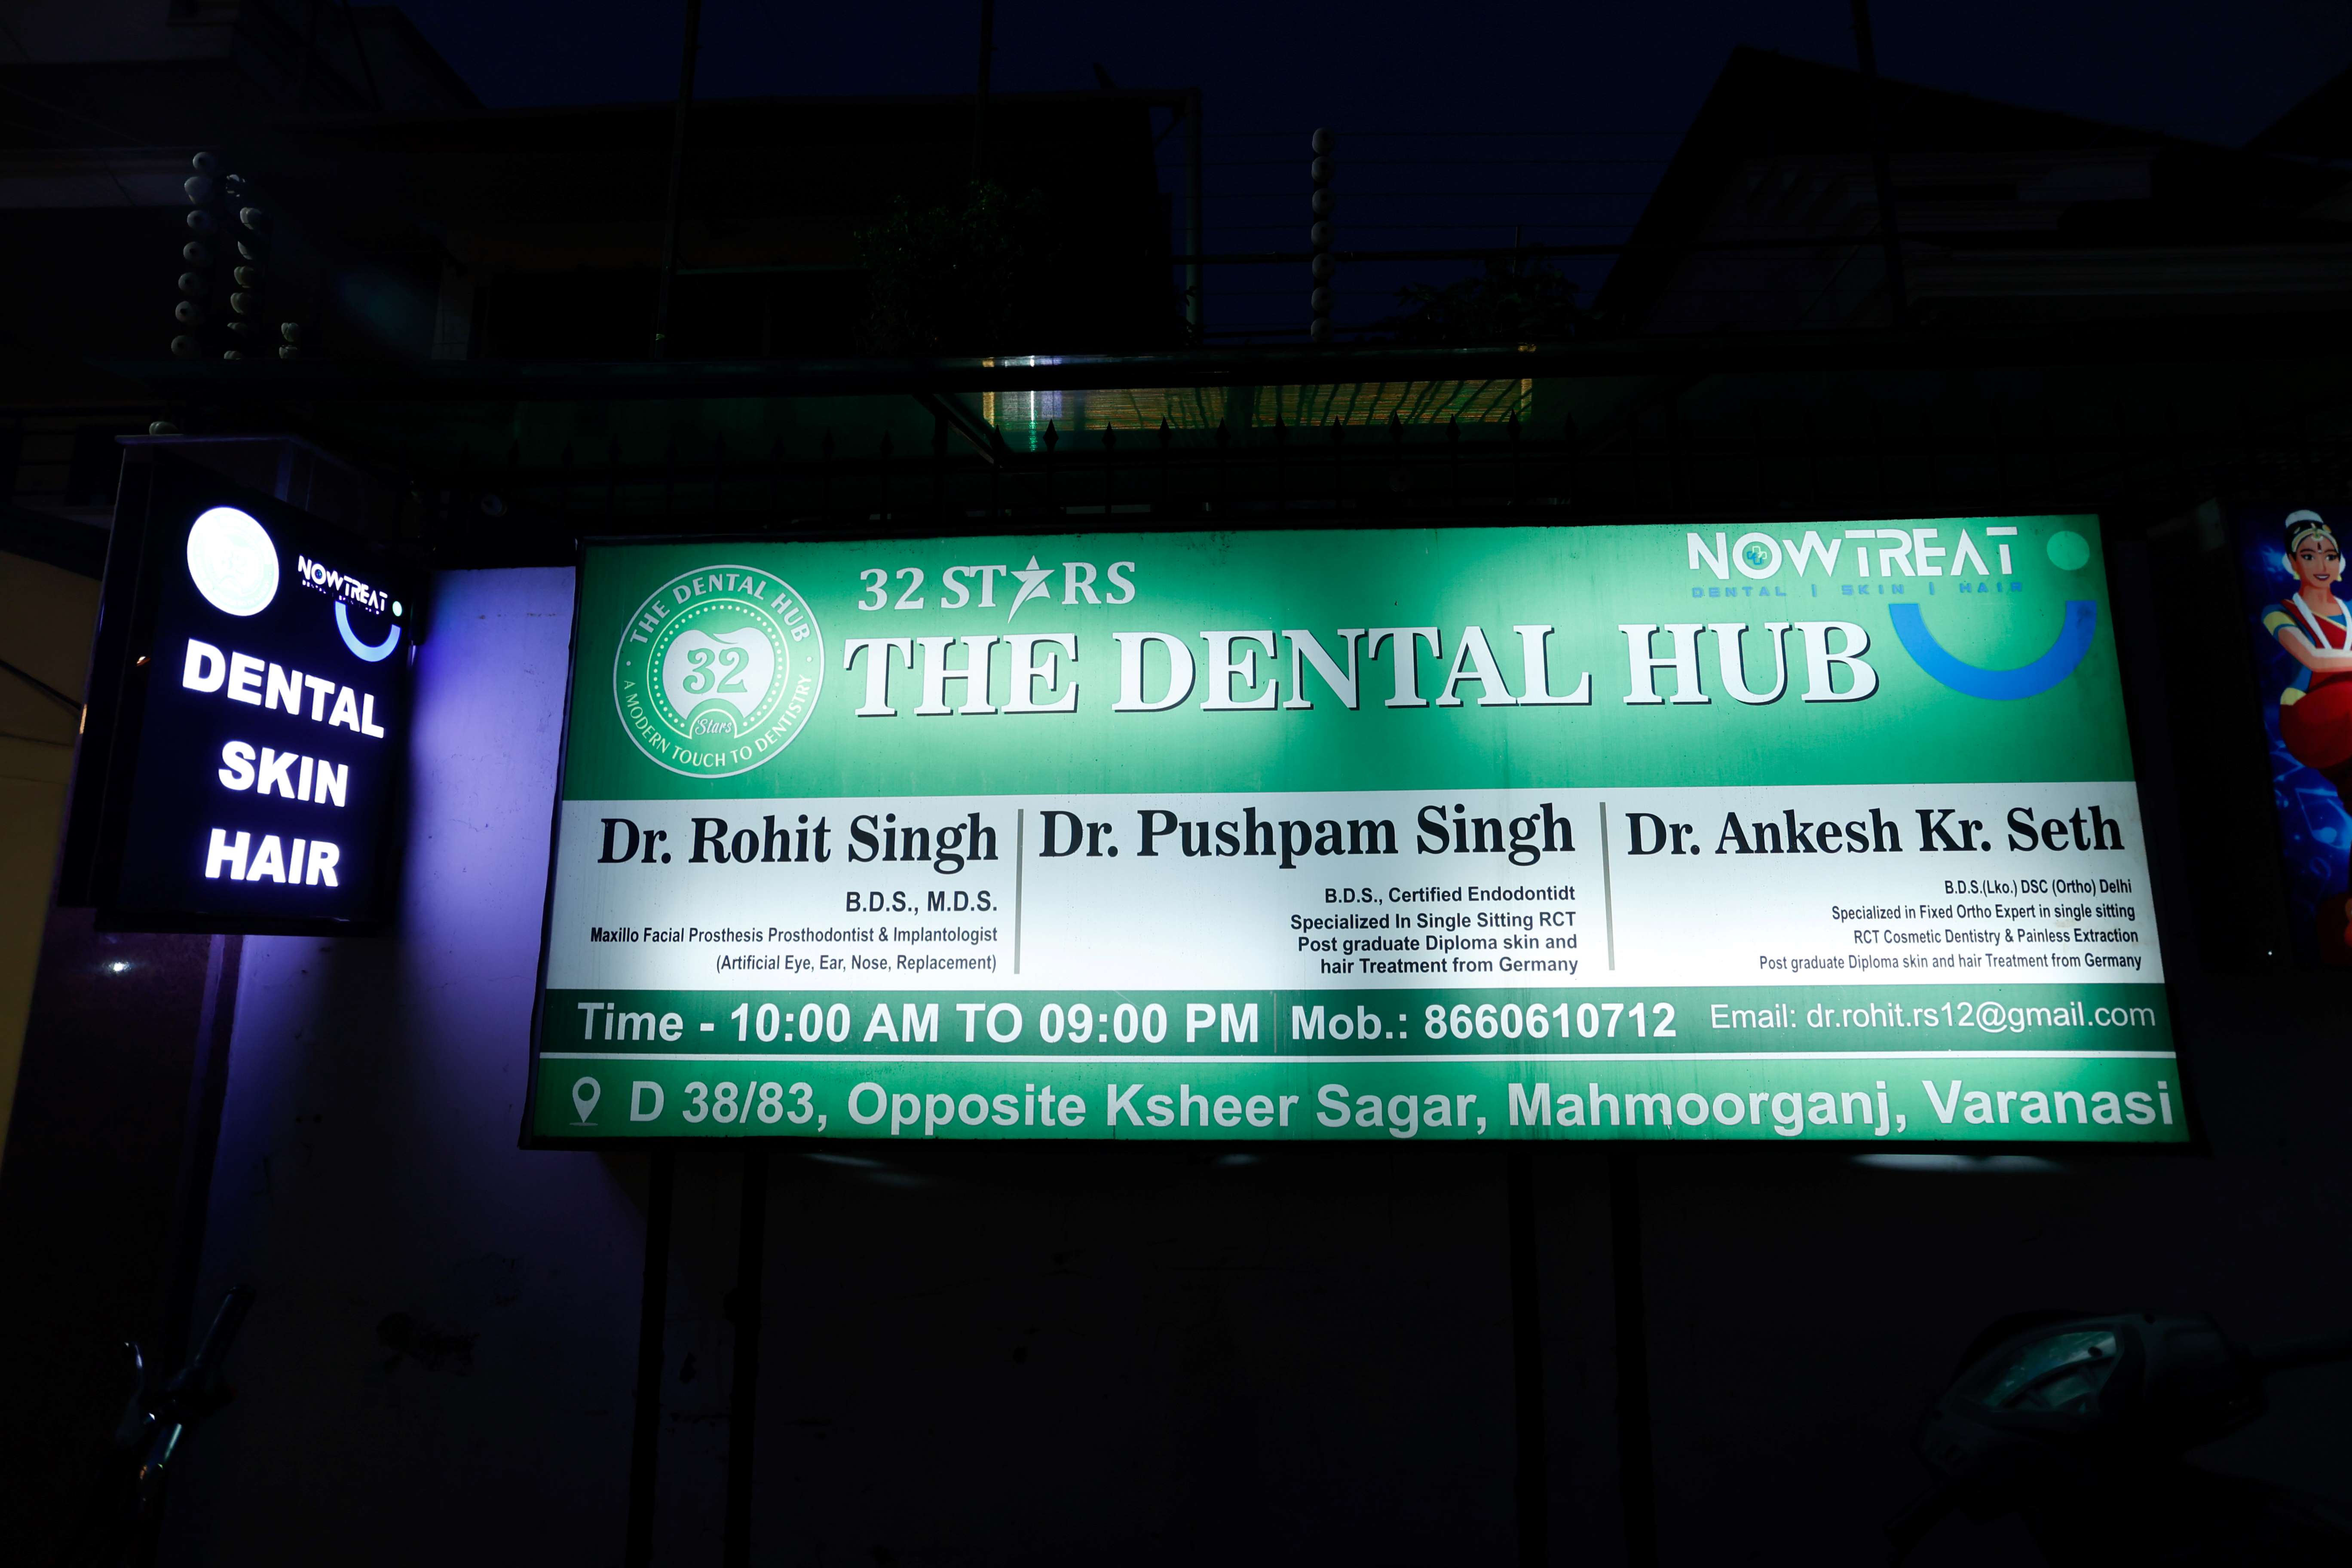 NOWTREAT
DENTAL
SKIN
HAIR
THE DENTAL HUB
32
Stars
A MODERN TOUCH TO DENTISTRY
32 STARS
THE DENTAL HUB
NOWTREAT
DENTAL | SKIN | HAIR
Dr. Rohit Singh
B.D.S., M.D.S.
Maxillo Facial Prosthesis Prosthodontist & Implantologist
(Artificial Eye, Ear, Nose, Replacement)
Dr. Pushpam Singh
B.D.S., Certified Endodontidt
Specialized In Single Sitting RCT
Post graduate Diploma skin and
hair Treatment from Germany
Dr. Ankesh Kr. Seth
B.D.S.(Lko.) DSC (Ortho) Delhi
Specialized in Fixed Ortho Expert in single sitting
RCT Cosmetic Dentistry & Painless Extraction
Post graduate Diploma skin and hair Treatment from Germany
Time - 10:00 AM TO 09:00 PM Mob.: 8660610712 Email: dr.rohit.rs12@gmail.com
D 38/83, Opposite Ksheer Sagar, Mahmoorganj, Varanasi